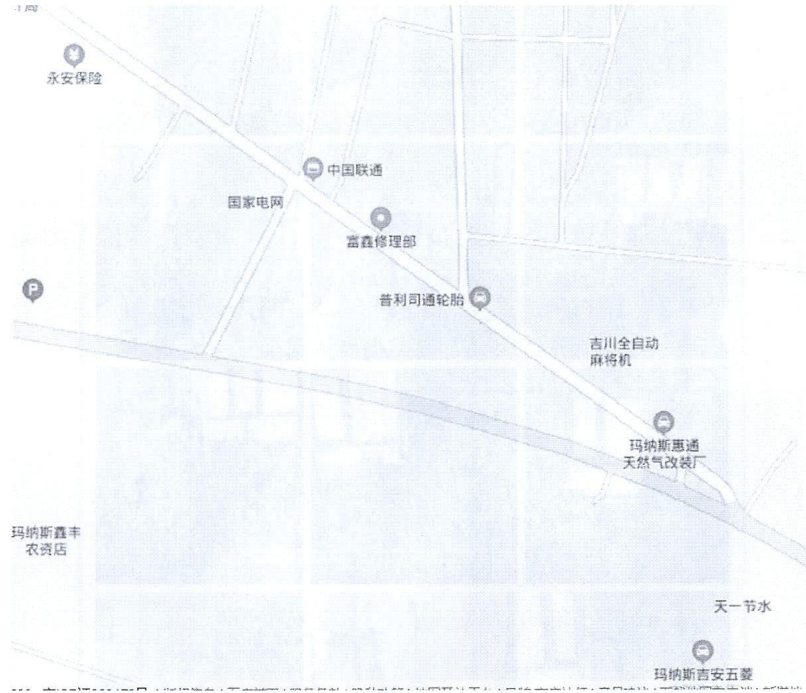 永安保险
中国联通
国家电网
富鑫修理部
P
普利司通轮胎
吉川全自动
麻将机
玛纳斯惠通
天然气改装厂
玛纳斯鑫丰
农资店
天一节水
玛纳斯吉安五菱